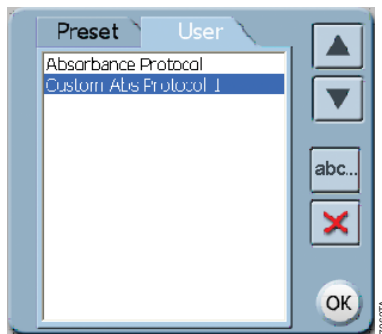 Preset User
Absorbance Protocol
Custom Abs Protocol 1
abc...
OK